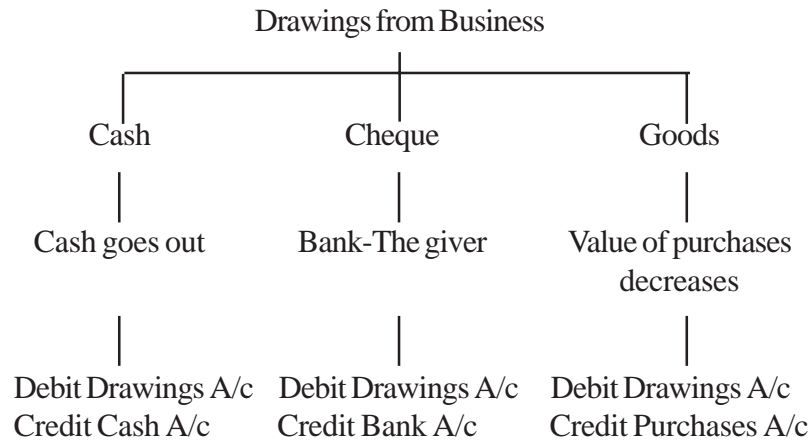 Drawings from Business
Cash
Cheque
Goods
Cash goes out
Bank-The giver
Value of purchases
decreases
Debit Drawings A/c
Credit Cash A/c
Debit Drawings A/c
Credit Bank A/c
Debit Drawings A/c
Credit Purchases A/c